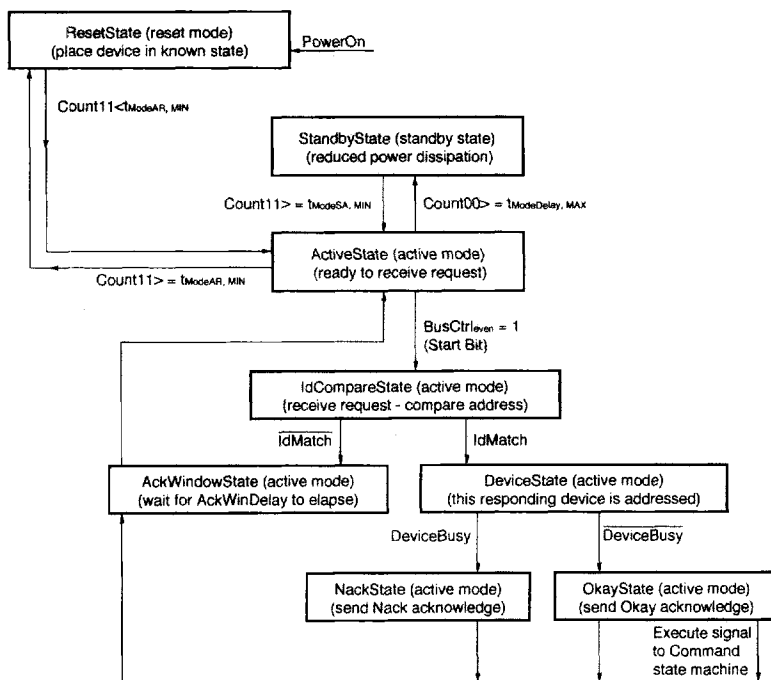 ResetState (reset mode)
(place device in known state)
PowerOn
Count11<tModeAR, MIN
StandbyState (standby state)
(reduced power dissipation)
Count11> = tModeSA, MIN
Count00> = tModeDelay, MAX
ActiveState (active mode)
(ready to receive request)
Count11> = tModeAR, MIN
BusCtrleven = 1
(Start Bit)
IdCompareState (active mode)
(receive request - compare address)
IdMatch
IdMatch
AckWindowState (active mode)
(wait for AckWinDelay to elapse)
DeviceState (active mode)
(this responding device is addressed)
DeviceBusy
DeviceBusy
NackState (active mode)
(send Nack acknowledge)
OkayState (active mode)
(send Okay acknowledge)
Execute signal
to Command
state machine